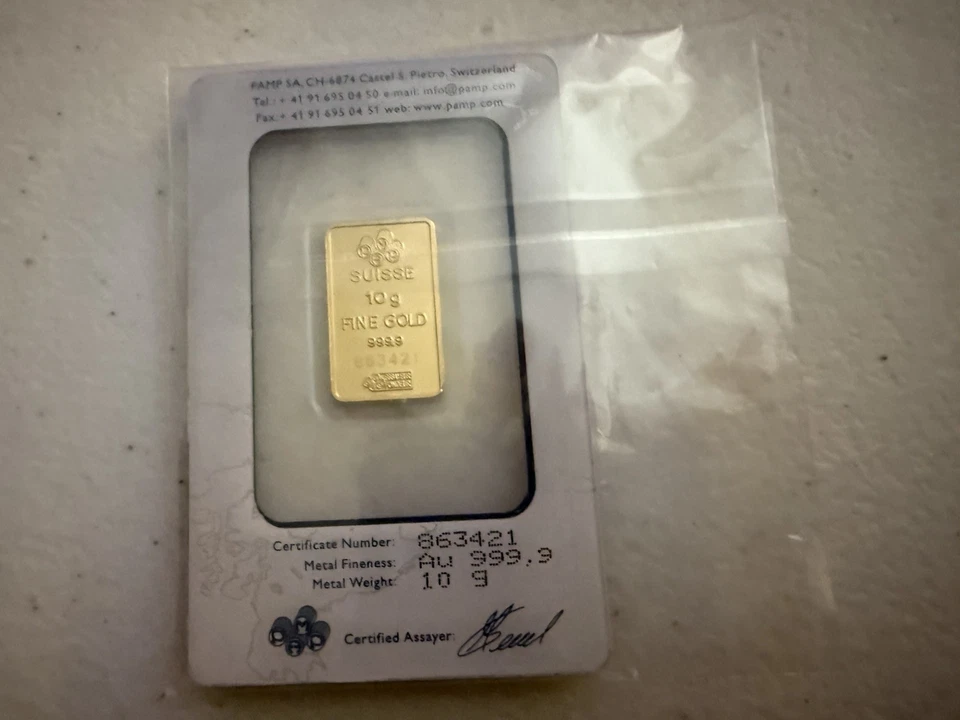 PAMP SA, CH-6874 Castel S. Pietro, Switzerland
Tel.: + 41 91 695 04 50 e-mail: info@pamp.com
Fax: + 41 91 695 04 51 web: www.pamp.com
SUISSE
10 g
FINE GOLD
999.9
863421
Certificate Number: 863421
Metal Fineness: Au 999,9
Metal Weight: 10 g
PAMP
Certified Assayer: